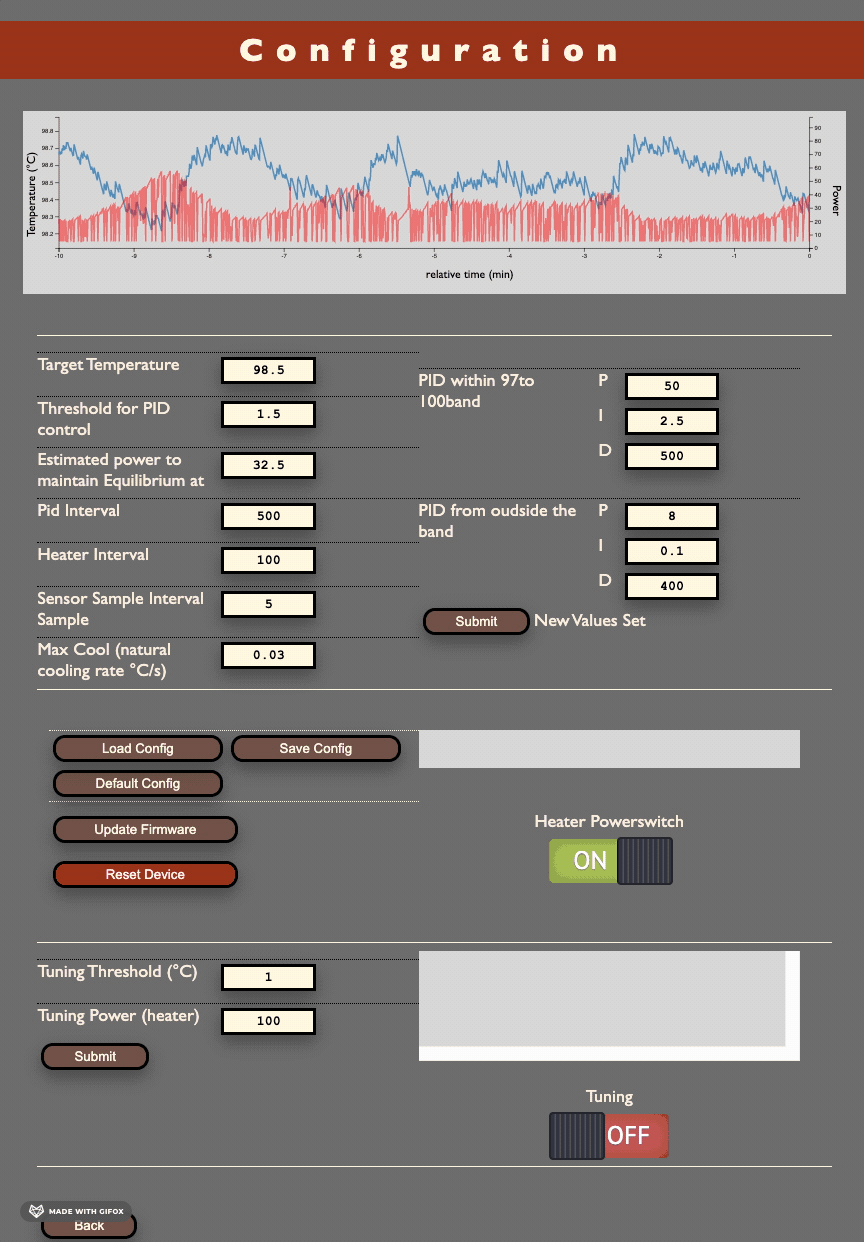 Configuration
Temperature (°C)
98.8
98.7
98.6
98.5
98.4
98.3
98.2
90
80
70
60
50
40
30
20
10
0
Power
-10 -9 -8 -7 -6 -5 -4 -3 -2 -1 0
relative time (min)
Target Temperature 98.5
Threshold for PID
control
1.5
Estimated power to
maintain Equilibrium at
32.5
Pid Interval 500
Heater Interval 100
Sensor Sample Interval
Sample
5
Max Cool (natural
cooling rate °C/s)
0.03
PID within 97to
100band
P 50
I 2.5
D 500
PID from oudside the
band
P 8
I 0.1
D 400
Submit New Values Set
Load Config Save Config
Default Config
Update Firmware
Reset Device
Heater Powerswitch
ON
Tuning Threshold (°C) 1
Tuning Power (heater) 100
Submit
Tuning
OFF
MADE WITH GIFOX
Back